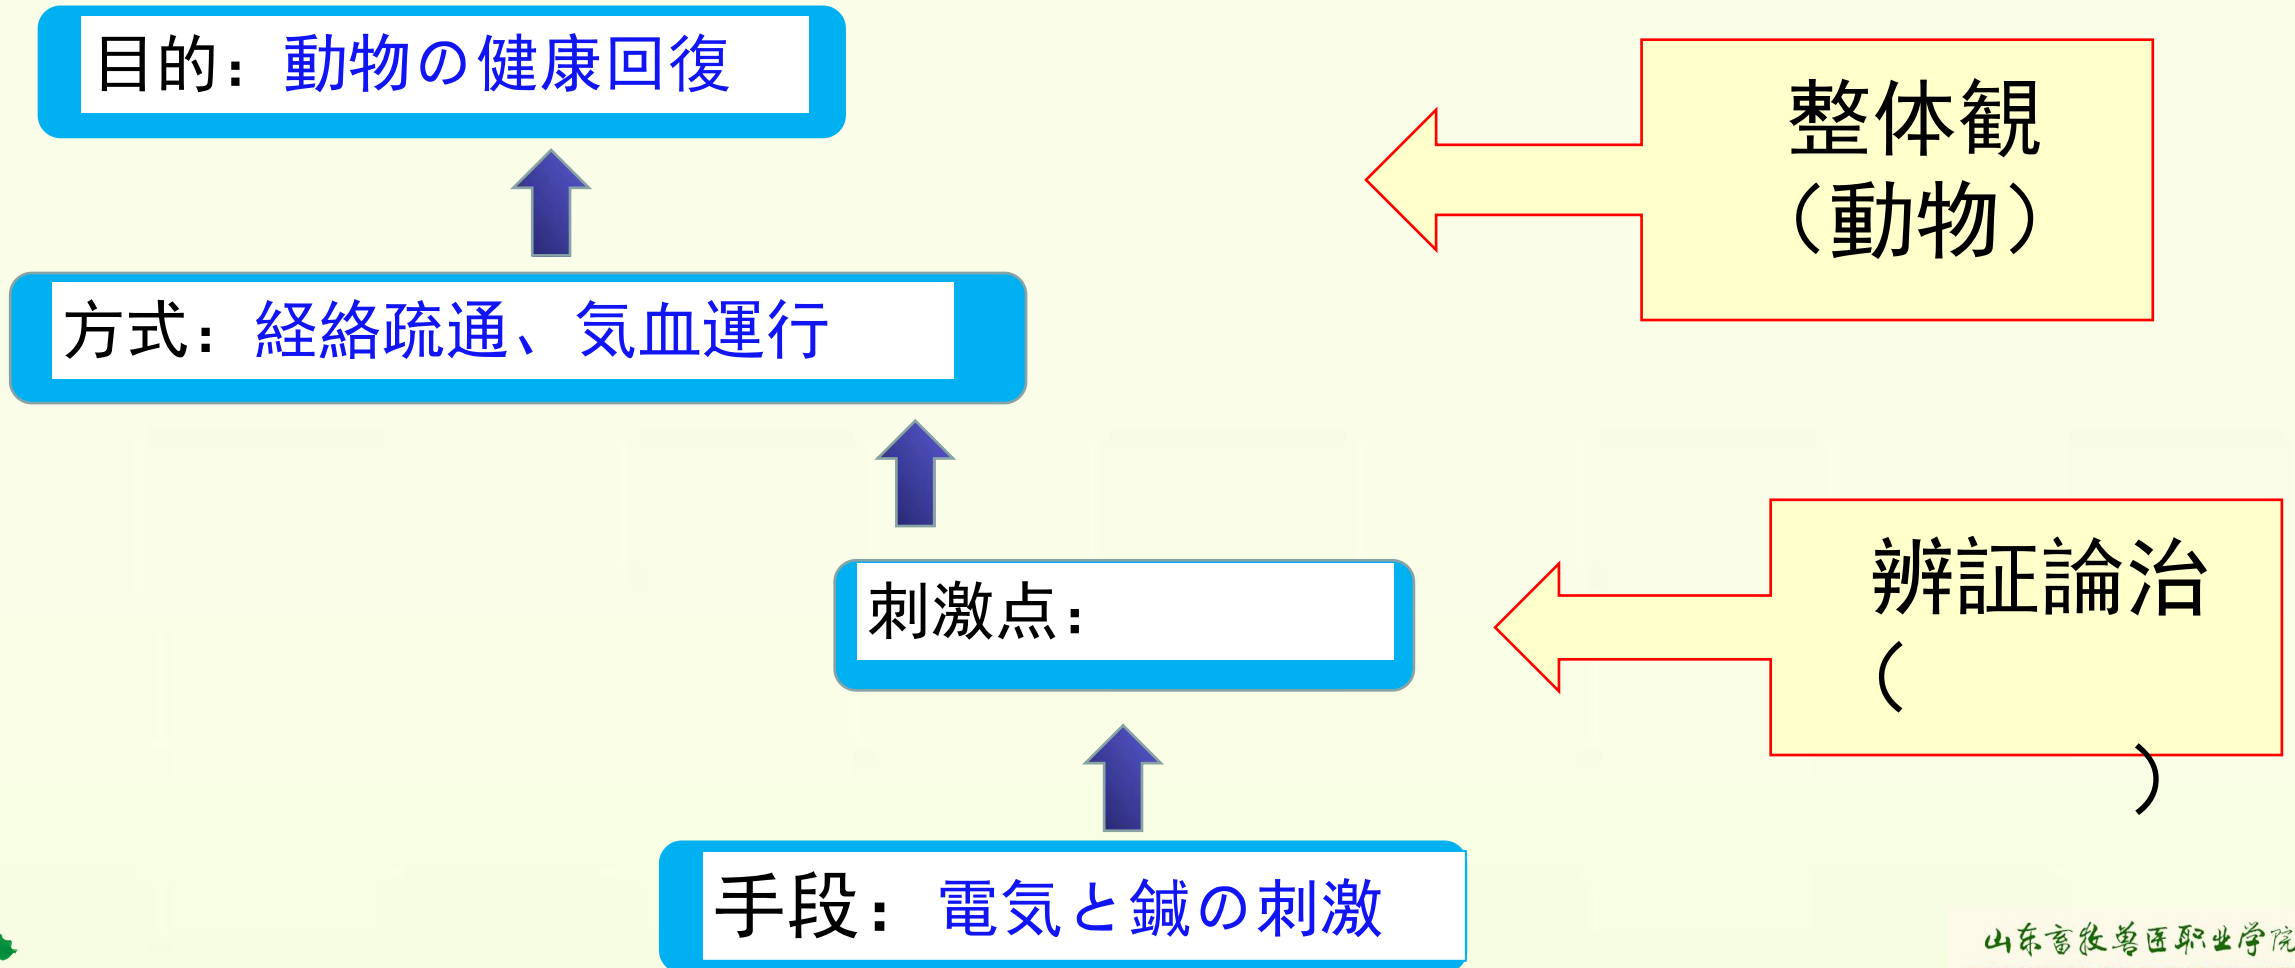 目的：動物の健康回復
整体観
（動物）
方式：経絡疏通、気血運行
刺激点：
辨証論治
（
）
手段：電気と鍼の刺激
山东畜牧兽医职业学院